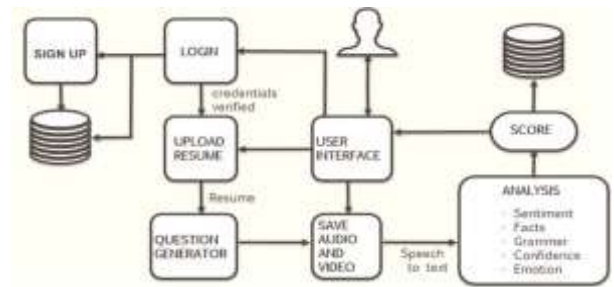 SIGN UP
LOGIN
credentials
verified
UPLOAD
RESUME
USER
INTERFACE
SCORE
Resume
QUESTION
GENERATOR
SAVE
AUDIO
AND
VIDEO
Speech
to text
ANALYSIS
- Sentiment
- Facts
- Grammer
- Confidence
- Emotion